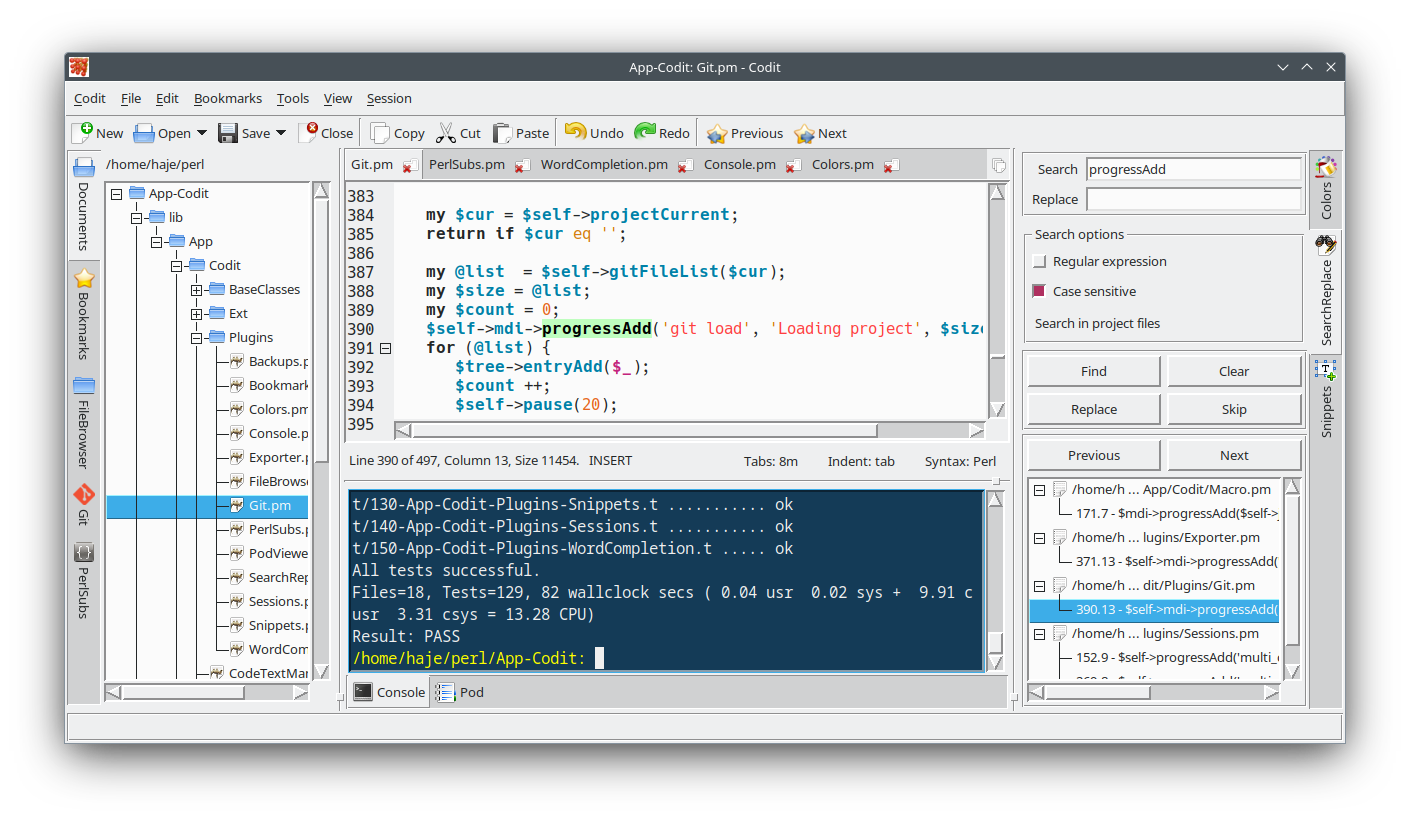 App-Codit: Git.pm - Codit
Codit File Edit Bookmarks Tools View Session
New Open Save Close Copy Cut Paste Undo Redo Previous Next
Documents
Bookmarks
FileBrowser
Git
PerlSubs
/home/haje/perl
App-Codit
lib
App
Codit
BaseClasses
Ext
Plugins
Backups.p
Bookmark
Colors.pm
Console.p
Exporter.p
FileBrowse
Git.pm
PerlSubs.p
PodViewe
SearchRep
Sessions.p
Snippets.p
WordCom
CodeTextMar
Git.pm PerlSubs.pm WordCompletion.pm Console.pm Colors.pm
383
384 my $cur = $self->projectCurrent;
385 return if $cur eq '';
386
387 my @list  = $self->gitFileList($cur);
388 my $size = @list;
389 my $count = 0;
390 $self->mdi->progressAdd('git load', 'Loading project', $size
391 for (@list) {
392 $tree->entryAdd($_);
393 $count ++;
394 $self->pause(20);
395
Line 390 of 497, Column 13, Size 11454. INSERT Tabs: 8m Indent: tab Syntax: Perl
t/130-App-Codit-Plugins-Snippets.t ........... ok
t/140-App-Codit-Plugins-Sessions.t ........... ok
t/150-App-Codit-Plugins-WordCompletion.t ..... ok
All tests successful.
Files=18, Tests=129, 82 wallclock secs ( 0.04 usr  0.02 sys +  9.91 c
usr  3.31 csys = 13.28 CPU)
Result: PASS
/home/haje/perl/App-Codit:
Console Pod
Search progressAdd
Replace
Search options
Regular expression
Case sensitive
Search in project files
Find Clear
Replace Skip
Previous Next
/home/h ... App/Codit/Macro.pm
171.7 - $mdi->progressAdd($self->
/home/h ... lugins/Exporter.pm
371.13 - $self->mdi->progressAdd(
/home/h ... dit/Plugins/Git.pm
390.13 - $self->mdi->progressAdd(
/home/h ... lugins/Sessions.pm
152.9 - $self->progressAdd('multi_
Colors
SearchReplace
Snippets